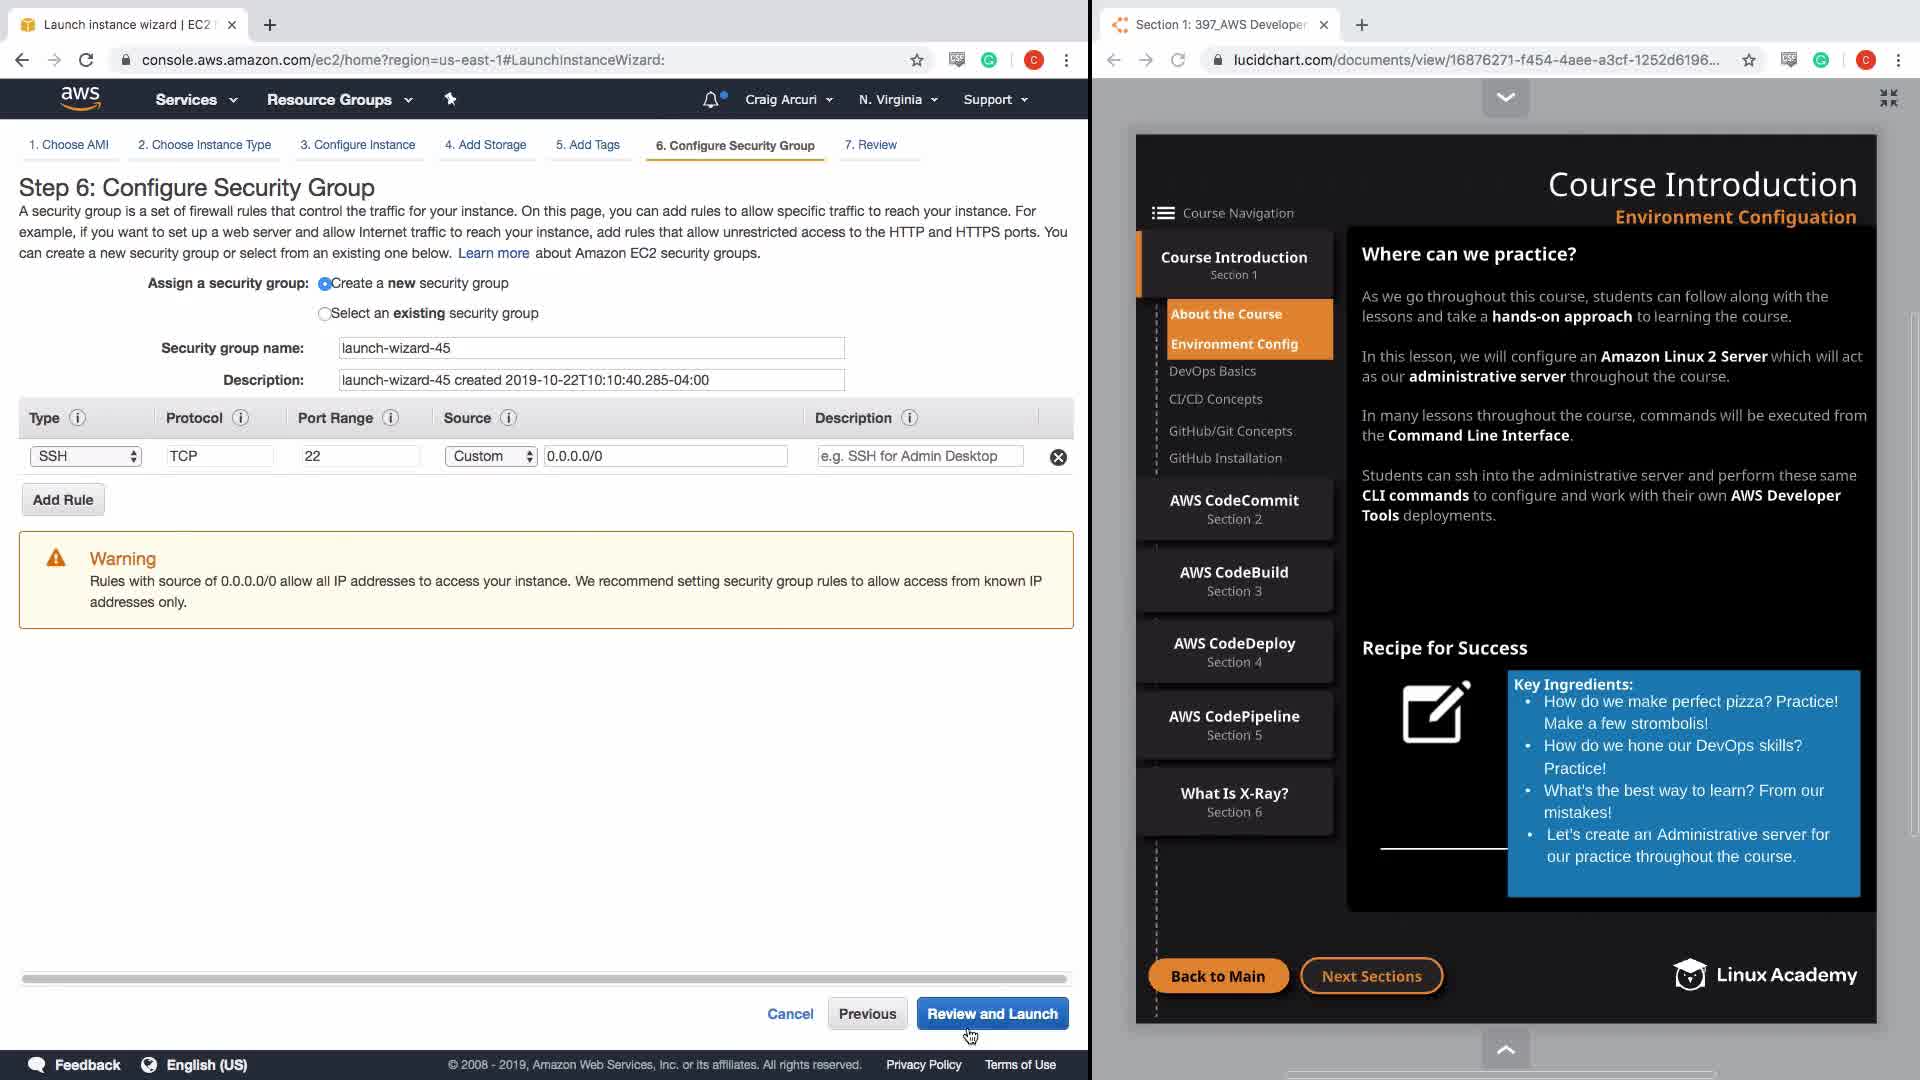 Launch instance wizard | EC2
console.aws.amazon.com/ec2/home?region=us-east-1#LaunchInstanceWizard:
aws
Services
Resource Groups
Craig Arcuri
N. Virginia
Support
1. Choose AMI
2. Choose Instance Type
3. Configure Instance
4. Add Storage
5. Add Tags
6. Configure Security Group
7. Review
Step 6: Configure Security Group
A security group is a set of firewall rules that control the traffic for your instance. On this page, you can add rules to allow specific traffic to reach your instance. For
example, if you want to set up a web server and allow Internet traffic to reach your instance, add rules that allow unrestricted access to the HTTP and HTTPS ports. You
can create a new security group or select from an existing one below. Learn more about Amazon EC2 security groups.
Assign a security group:
Create a new security group
Select an existing security group
Security group name:
launch-wizard-45
Description:
launch-wizard-45 created 2019-10-22T10:10:40.285-04:00
Type
Protocol
Port Range
Source
Description
SSH
TCP
22
Custom
0.0.0.0/0
e.g. SSH for Admin Desktop
Add Rule
Warning
Rules with source of 0.0.0.0/0 allow all IP addresses to access your instance. We recommend setting security group rules to allow access from known IP
addresses only.
Cancel
Previous
Review and Launch
Feedback
English (US)
© 2008 - 2019, Amazon Web Services, Inc. or its affiliates. All rights reserved.
Privacy Policy
Terms of Use
Section 1: 397_AWS Developer
lucidchart.com/documents/view/16876271-f454-4aee-a3cf-1252d6196...
Course Introduction
Environment Configuation
Course Navigation
Course Introduction
Section 1
About the Course
Environment Config
DevOps Basics
CI/CD Concepts
GitHub/Git Concepts
GitHub Installation
AWS CodeCommit
Section 2
AWS CodeBuild
Section 3
AWS CodeDeploy
Section 4
AWS CodePipeline
Section 5
What Is X-Ray?
Section 6
Where can we practice?
As we go throughout this course, students can follow along with the
lessons and take a hands-on approach to learning the course.
In this lesson, we will configure an Amazon Linux 2 Server which will act
as our administrative server throughout the course.
In many lessons throughout the course, commands will be executed from
the Command Line Interface.
Students can ssh into the administrative server and perform these same
CLI commands to configure and work with their own AWS Developer
Tools deployments.
Recipe for Success
Key Ingredients:
• How do we make perfect pizza? Practice!
Make a few strombolis!
• How do we hone our DevOps skills?
Practice!
• What's the best way to learn? From our
mistakes!
• Let's create an Administrative server for
our practice throughout the course.
Back to Main
Next Sections
Linux Academy